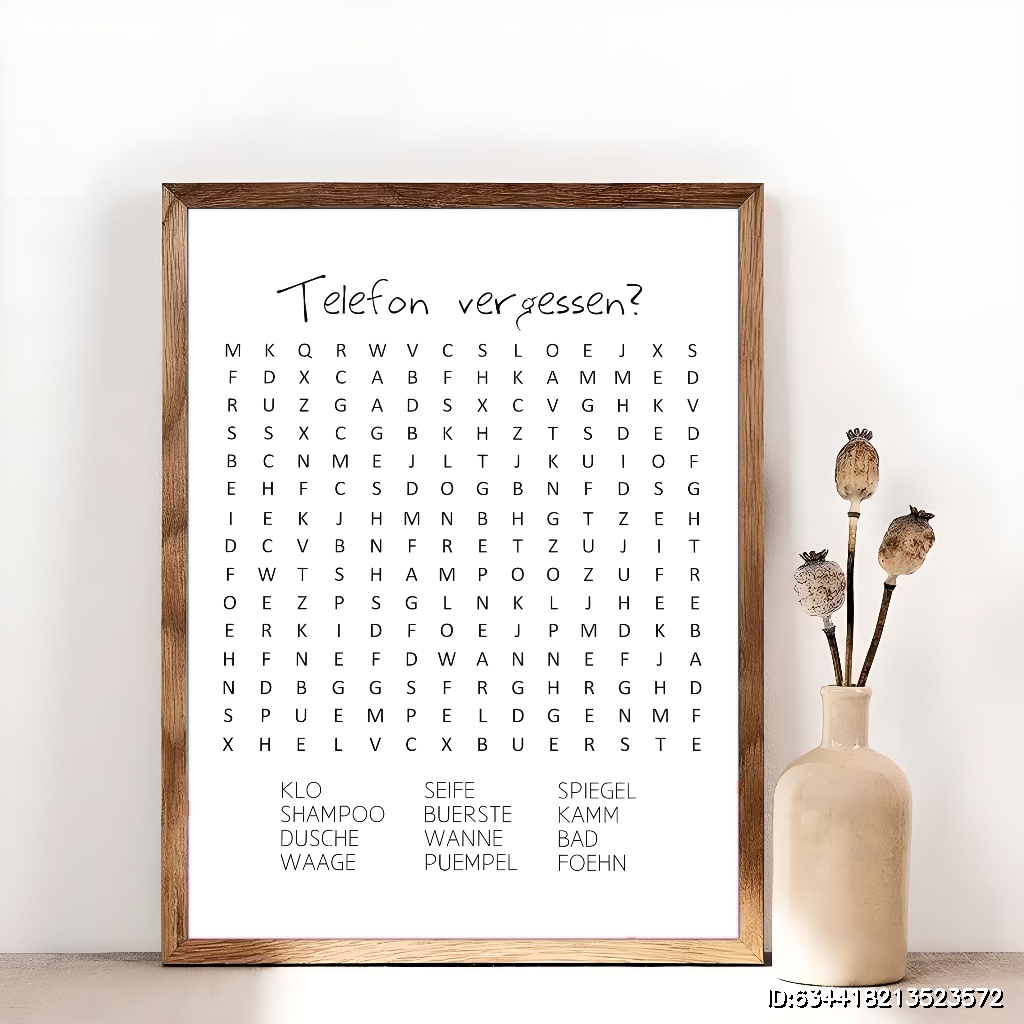 Telefon vergessen?
M K Q R W V C S L O E J X S
F D X C A B F H K A M M E D
R U Z G A D S X C V G H K V
S S X C G B K H Z T S D E D
B C N M E J L T J K U I O F
E H F C S D O G B N F D S G
I E K J H M N B H G T Z E H
D C V B N F R E T Z U J I T
F W T S H A M P O O Z U F R
O E Z P S G L N K L J H E E
E R K I D F O E J P M D K B
H F N E F D W A N N E F J A
N D B G G S F R G H R G H D
S P U E M P E L D G E N M F
X H E L V C X B U E R S T E
KLO SEIFE SPIEGEL
SHAMPOO BUERSTE KAMM
DUSCHE WANNE BAD
WAAGE PUEMPEL FOEHN
ID:634418213523572